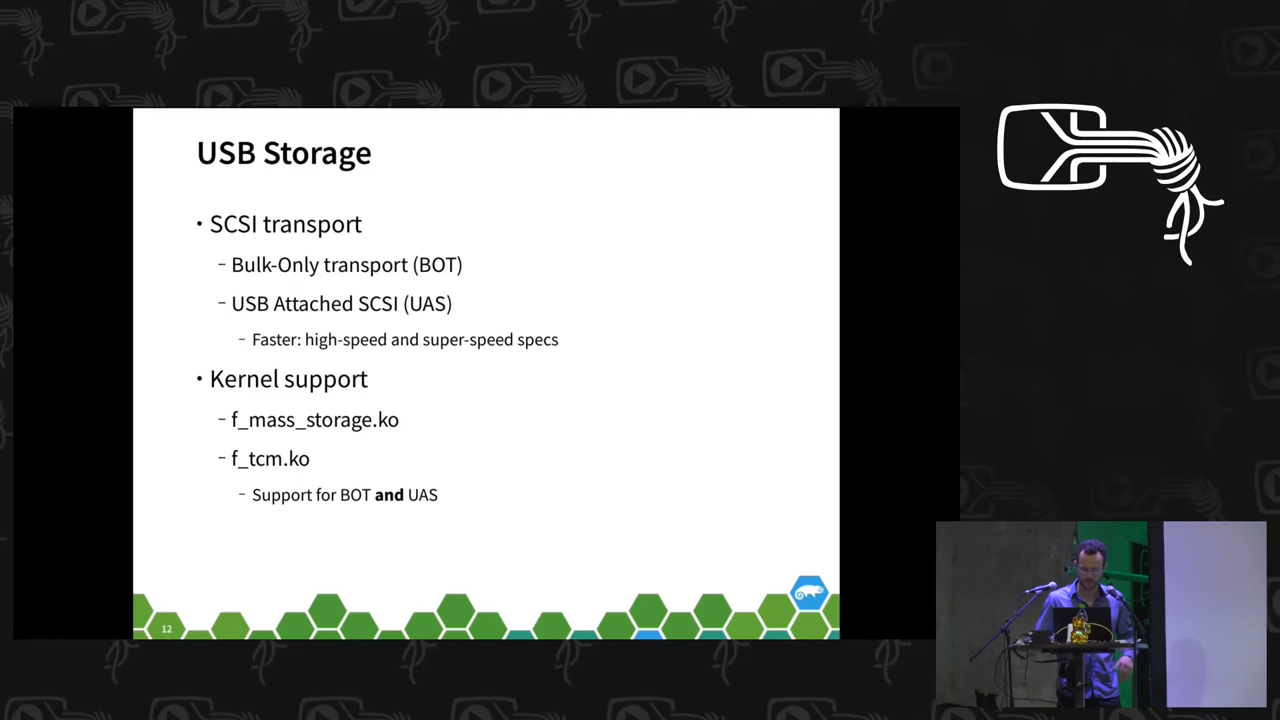 USB Storage
• SCSI transport
– Bulk-Only transport (BOT)
– USB Attached SCSI (UAS)
– Faster: high-speed and super-speed specs
• Kernel support
– f_mass_storage.ko
– f_tcm.ko
– Support for BOT and UAS
12